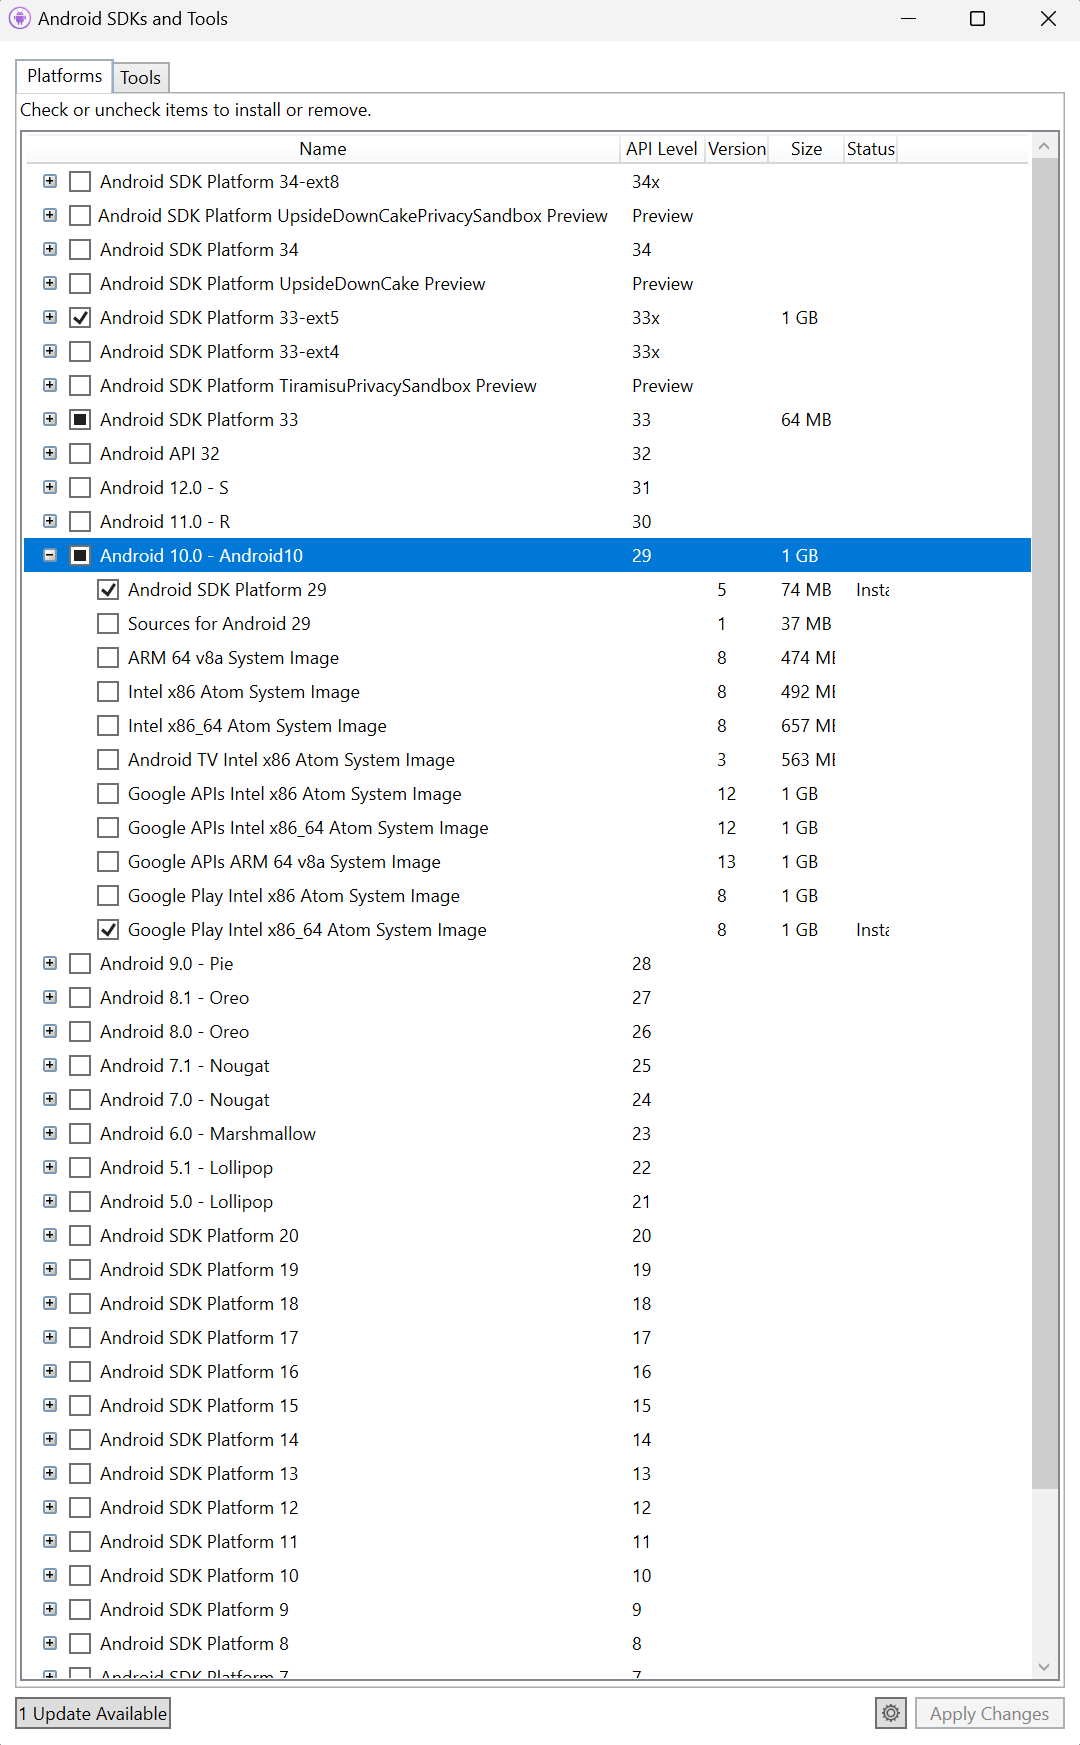 Android SDKs and Tools
Platforms Tools
Check or uncheck items to install or remove.
Name API Level Version Size Status
Android SDK Platform 34-ext8 34x
Android SDK Platform UpsideDownCakePrivacySandbox Preview Preview
Android SDK Platform 34 34
Android SDK Platform UpsideDownCake Preview Preview
Android SDK Platform 33-ext5 33x 1 GB
Android SDK Platform 33-ext4 33x
Android SDK Platform TiramisuPrivacySandbox Preview Preview
Android SDK Platform 33 33 64 MB
Android API 32 32
Android 12.0 - S 31
Android 11.0 - R 30
Android 10.0 - Android10 29 1 GB
Android SDK Platform 29 5 74 MB Insta
Sources for Android 29 1 37 MB
ARM 64 v8a System Image 8 474 MB
Intel x86 Atom System Image 8 492 MB
Intel x86_64 Atom System Image 8 657 MB
Android TV Intel x86 Atom System Image 3 563 MB
Google APIs Intel x86 Atom System Image 12 1 GB
Google APIs Intel x86_64 Atom System Image 12 1 GB
Google APIs ARM 64 v8a System Image 13 1 GB
Google Play Intel x86 Atom System Image 8 1 GB
Google Play Intel x86_64 Atom System Image 8 1 GB Insta
Android 9.0 - Pie 28
Android 8.1 - Oreo 27
Android 8.0 - Oreo 26
Android 7.1 - Nougat 25
Android 7.0 - Nougat 24
Android 6.0 - Marshmallow 23
Android 5.1 - Lollipop 22
Android 5.0 - Lollipop 21
Android SDK Platform 20 20
Android SDK Platform 19 19
Android SDK Platform 18 18
Android SDK Platform 17 17
Android SDK Platform 16 16
Android SDK Platform 15 15
Android SDK Platform 14 14
Android SDK Platform 13 13
Android SDK Platform 12 12
Android SDK Platform 11 11
Android SDK Platform 10 10
Android SDK Platform 9 9
Android SDK Platform 8 8
Android SDK Platform 7 7
1 Update Available Apply Changes